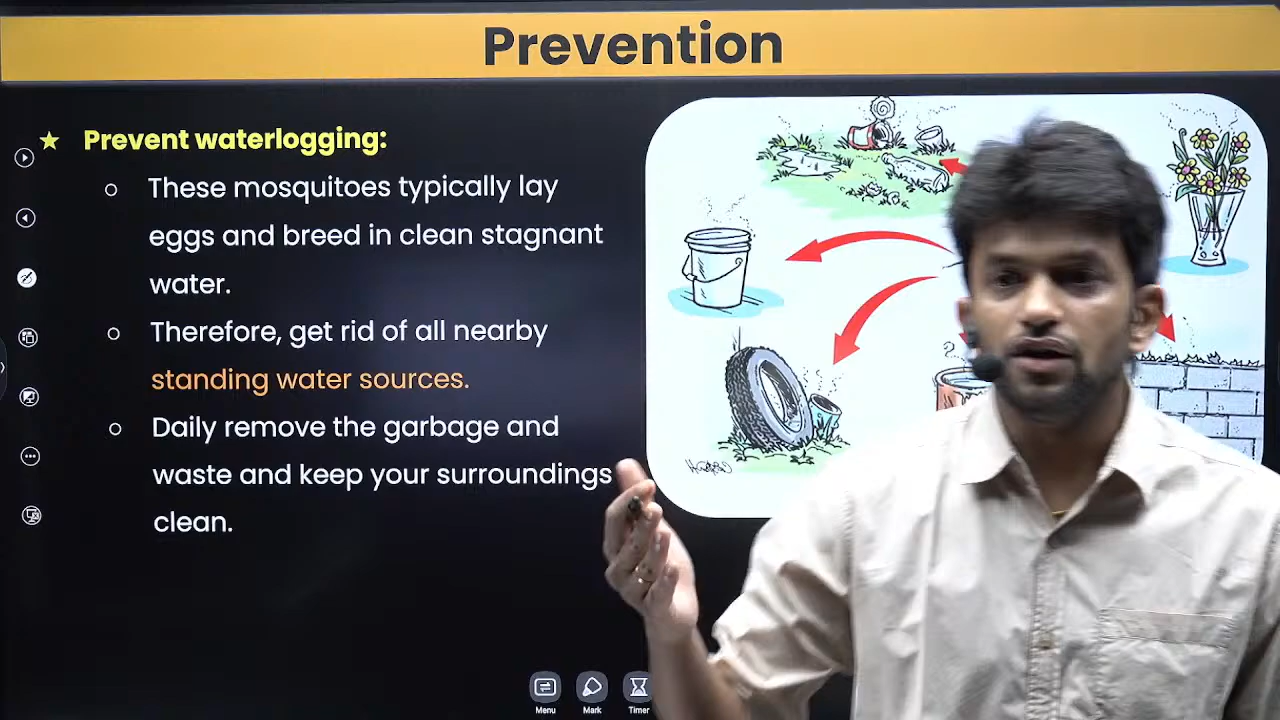 Prevention
★ Prevent waterlogging:
These mosquitoes typically lay
eggs and breed in clean stagnant
water.
Therefore, get rid of all nearby
standing water sources.
Daily remove the garbage and
waste and keep your surroundings
clean.
Menu
Mark
Timer